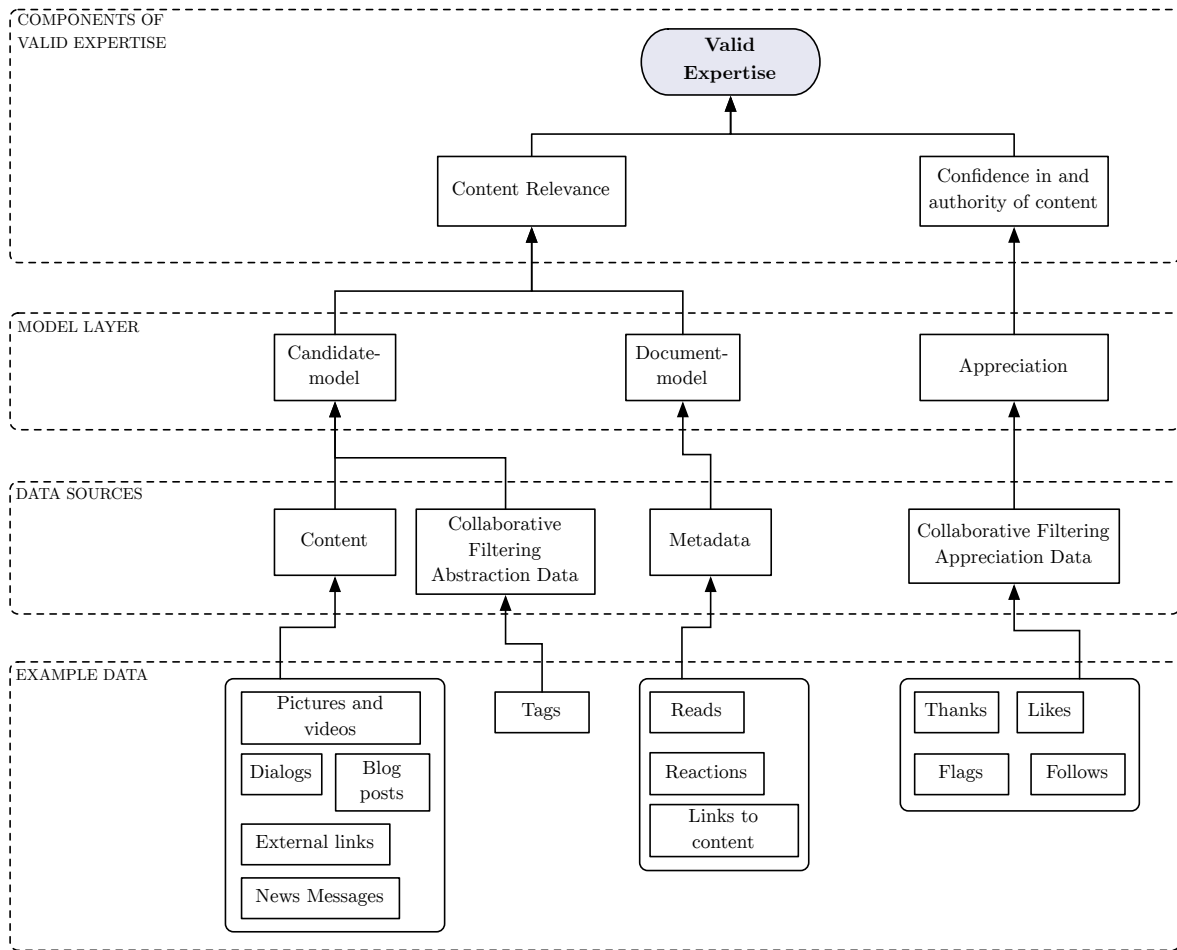 COMPONENTS OF
VALID EXPERTISE
Valid
Expertise
Content Relevance
Confidence in and
authority of content
MODEL LAYER
Candidate-
model
Document-
model
Appreciation
DATA SOURCES
Content
Collaborative
Filtering
Abstraction Data
Metadata
Collaborative Filtering
Appreciation Data
EXAMPLE DATA
Pictures and
videos
Dialogs
Blog
posts
External links
News Messages
Tags
Reads
Reactions
Links to
content
Thanks
Likes
Flags
Follows